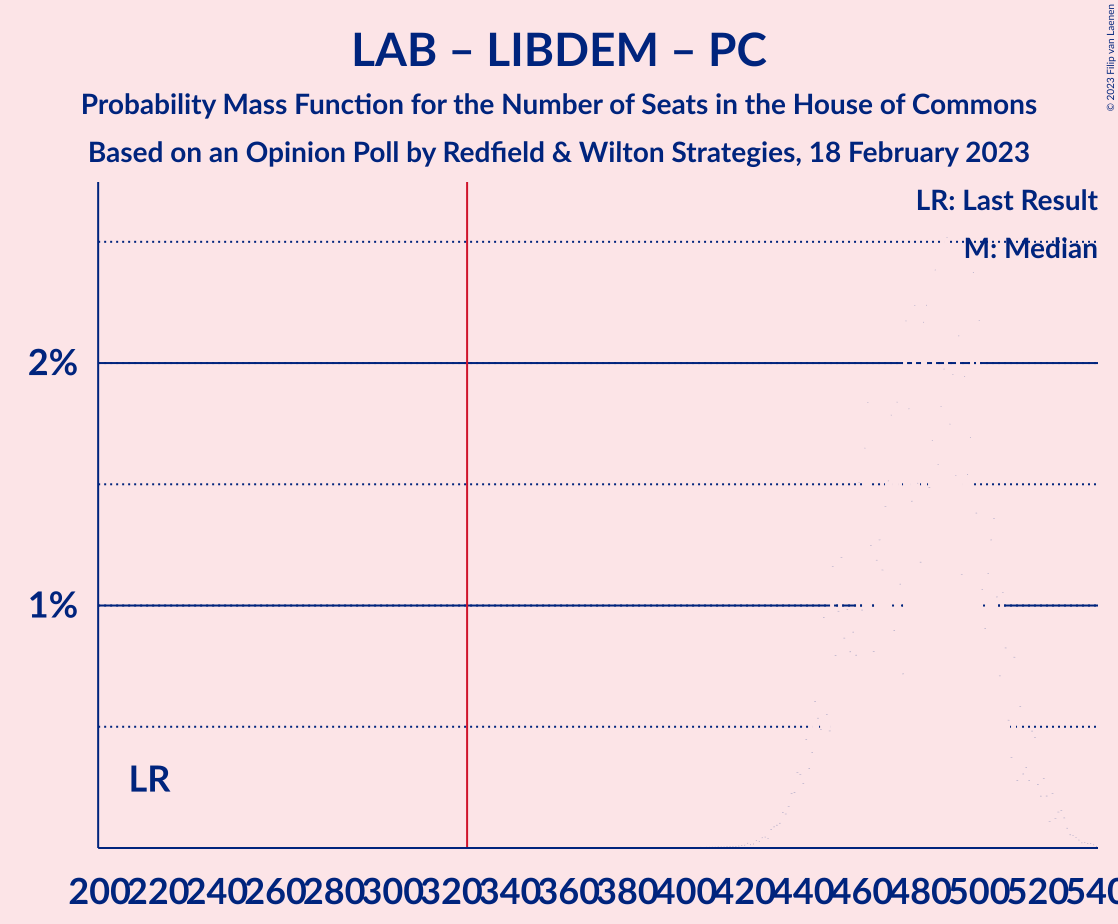 LAB – LIBDEM – PC
Probability Mass Function for the Number of Seats in the House of Commons
Based on an Opinion Poll by Redfield & Wilton Strategies, 18 February 2023
© 2023 Filip van Laenen
LR: Last Result
M: Median
2%
1%
LR
200 220 240 260 280 300 320 340 360 380 400 420 440 460 480 500 520 540